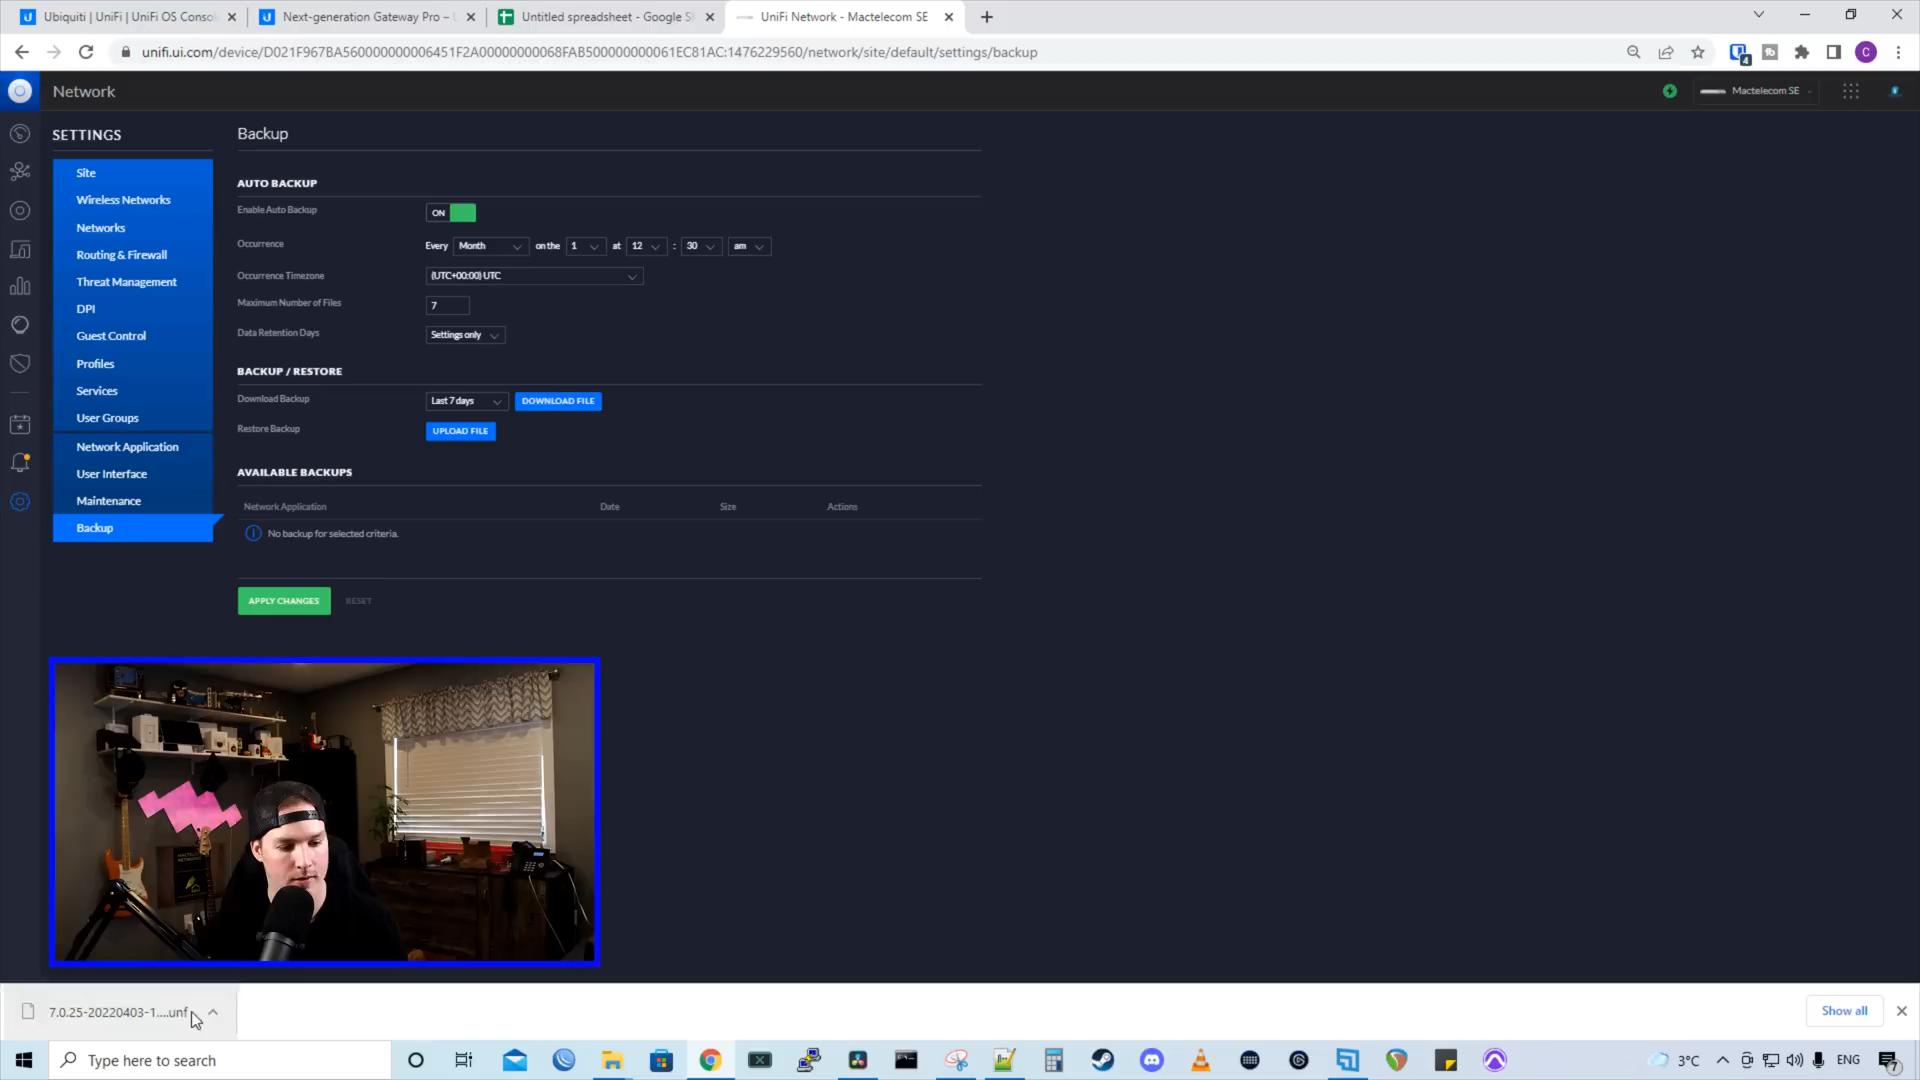 Ubiquiti | UniFi | UniFi OS Conso
Next-generation Gateway Pro –
Untitled spreadsheet - Google S
UniFi Network - Mactelecom SE
unifi.ui.com/device/D021F967BA560000000006451F2A00000000068FAB500000000061EC81AC:1476229560/network/site/default/settings/backup
4
C
Network
Mactelecom SE
SETTINGS
Site
Wireless Networks
Networks
Routing & Firewall
Threat Management
DPI
Guest Control
Profiles
Services
User Groups
Network Application
User Interface
Maintenance
Backup
Backup
AUTO BACKUP
Enable Auto Backup ON
Occurrence Every Month on the 1 at 12 : 30 am
Occurrence Timezone (UTC+00:00) UTC
Maximum Number of Files 7
Data Retention Days Settings only
BACKUP / RESTORE
Download Backup Last 7 days DOWNLOAD FILE
Restore Backup UPLOAD FILE
AVAILABLE BACKUPS
Network Application Date Size Actions
No backup for selected criteria.
APPLY CHANGES RESET
7.0.25-20220403-1....unf
Show all
Type here to search
3°C
ENG
7